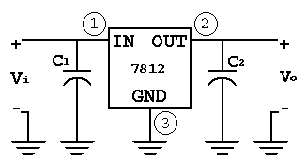 1 2
+ IN OUT +
C1 7812 C2
Vi GND Vo
- 3 -